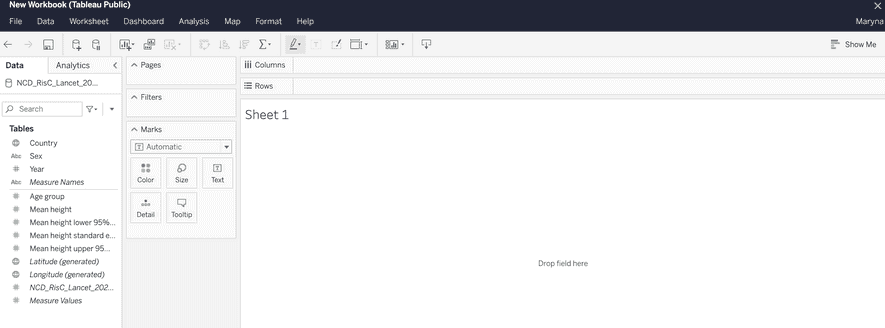 New Workbook (Tableau Public)
File Data Worksheet Dashboard Analysis Map Format Help Maryna
Show Me
Data Analytics
NCD_RisC_Lancet_20...
Search
Tables
Country
Abc Sex
Year
Abc Measure Names
Age group
Mean height
Mean height lower 95%...
Mean height standard e...
Mean height upper 95...
Latitude (generated)
Longitude (generated)
NCD_RisC_Lancet_202...
Measure Values
Pages
Filters
Marks
Automatic
Color Size Text
Detail Tooltip
Columns
Rows
Sheet 1
Drop field here